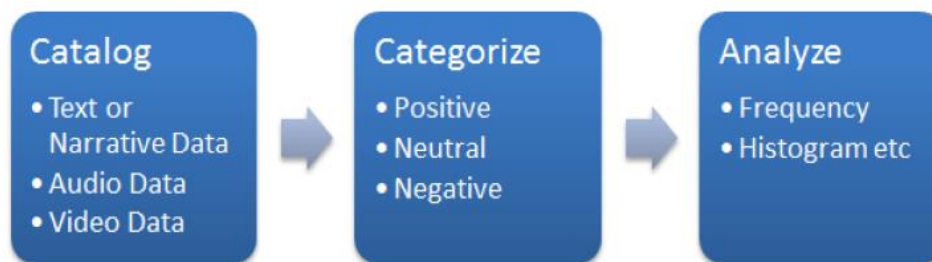 Catalog
• Text or
Narrative Data
• Audio Data
• Video Data
Categorize
• Positive
• Neutral
• Negative
Analyze
• Frequency
• Histogram etc